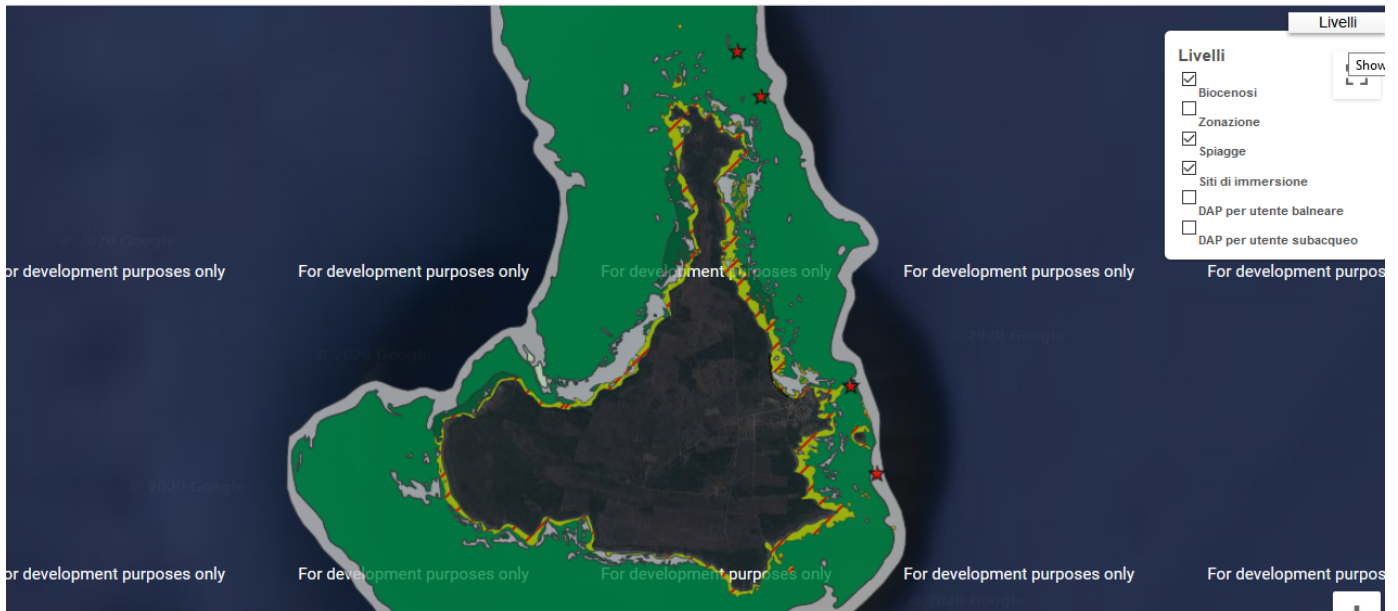 Livelli
Livelli
Show
Biocenosi
Zonazione
Spiagge
Siti di immersione
DAP per utente balneare
DAP per utente subacqueo
© 2020 Google
or development purposes only
For development purposes only
For development purposes only
For development purposes only
For development purpos
© 2020 Google
© 2020 Google
© 2020 Google
or development purposes only
For development purposes only
For development purposes only
For development purposes only
For development purpos
© 2020 Google